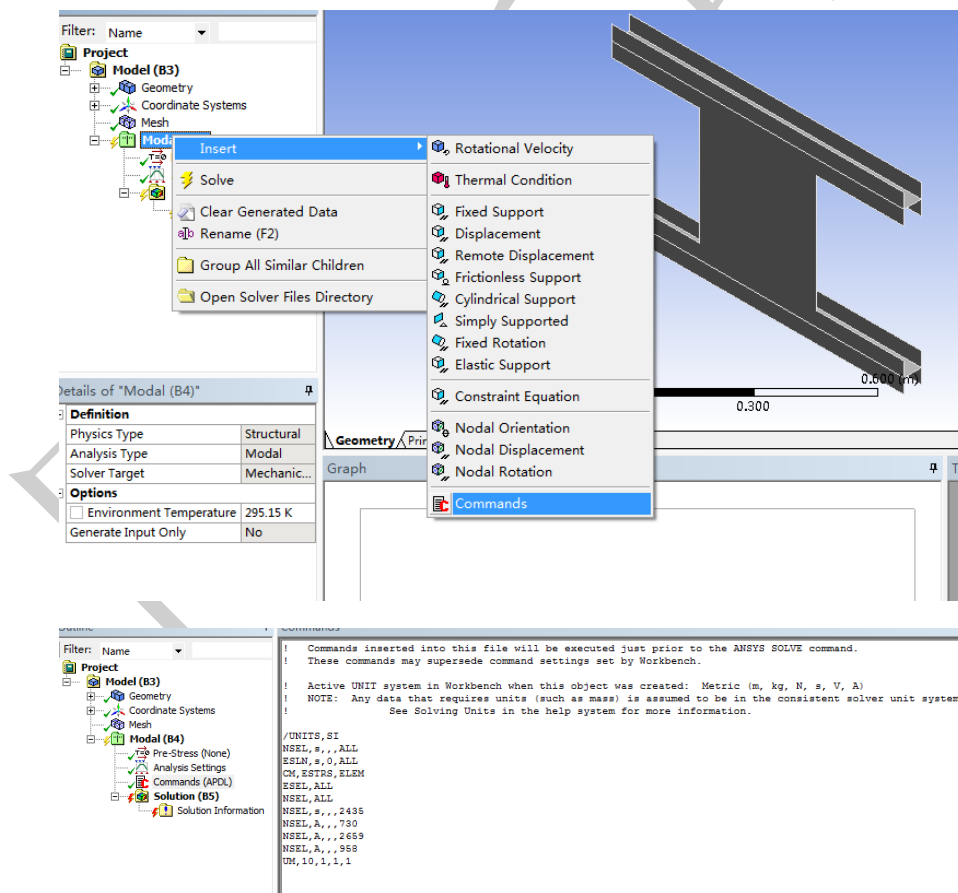 Filter: Name
Project
Model (B3)
Geometry
Coordinate Systems
Mesh
Insert
Solve
Clear Generated Data
Rename (F2)
Group All Similar Children
Open Solver Files Directory
Rotational Velocity
Thermal Condition
Fixed Support
Displacement
Remote Displacement
Frictionless Support
Cylindrical Support
Simply Supported
Fixed Rotation
Elastic Support
Constraint Equation
Nodal Orientation
Nodal Displacement
Nodal Rotation
Commands
0.600 (m)
0.300
Details of "Modal (B4)"
Definition
Physics Type Structural
Analysis Type Modal
Solver Target Mechanic...
Options
Environment Temperature 295.15 K
Generate Input Only No
Geometry
Graph
Commands
Filter: Name
Project
Model (B3)
Geometry
Coordinate Systems
Mesh
Modal (B4)
Pre-Stress (None)
Analysis Settings
Commands (APDL)
Solution (B5)
Solution Information
! Commands inserted into this file will be executed just prior to the ANSYS SOLVE command.
! These commands may supersede command settings set by Workbench.
! Active UNIT system in Workbench when this object was created: Metric (m, kg, N, s, V, A)
! NOTE: Any data that requires units (such as mass) is assumed to be in the consistent solver unit system
! See Solving Units in the help system for more information.
/UNITS,SI
NSEL,s,,,ALL
ESLN,s,0,ALL
CM,ESTRS,ELEM
ESEL,ALL
NSEL,ALL
NSEL,s,,,2435
NSEL,A,,,730
NSEL,A,,,2659
NSEL,A,,,958
UM,10,1,1,1